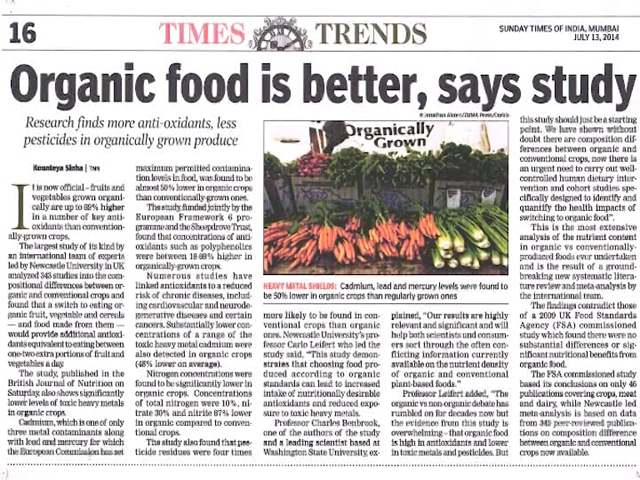 16
TIMES TRENDS
SUNDAY TIMES OF INDIA, MUMBAI
JULY 13, 2014
Organic food is better, says study
Research finds more anti-oxidants, less
pesticides in organically grown produce
Kounteya Sinha | TNN
It is now official – fruits and
vegetables grown organi-
cally are up to 60% higher
in a number of key anti-
oxidants than convention-
ally-grown crops.
The largest study of its kind by
an international team of experts
led by Newcastle University in UK
analyzed 343 studies into the com-
positional differences between or-
ganic and conventional crops and
found that a switch to eating or-
ganic fruit, vegetable and cereals
— and food made from them —
would provide additional antioxi-
dants equivalent to eating between
one-two extra portions of fruit and
vegetables a day
The study, published in the
British Journal of Nutrition on
Saturday also shows significantly
lower levels of toxic heavy metals
in organic crops.
Cadmium, which is one of only
three metal contaminants along
with lead and mercury for which
the European Commission has set
maximum permitted contamina-
tion levels in food, was found to be
almost 50% lower in organic crops
than conventionally-grown ones.
The study, funded jointly by the
European Framework 6 pro-
gramme and the Sheepdrove Trust,
found that concentrations of anti-
oxidants such as polyphenolics
were between 18-69% higher in
organically-grown crops.
Numerous studies have
linked antioxidants to a reduced
risk of chronic diseases, includ-
ing cardiovascular and neurode-
generative diseases and certain
cancers. Substantially lower con-
centrations of a range of the
toxic heavy metal cadmium were
also detected in organic crops
(48% lower on average).
Nitrogen concentrations were
found to be significantly lower in
organic crops. Concentrations
of total nitrogen were 10%, ni-
trate 30% and nitrite 87% lower
in organic compared to conven-
tional crops.
The study also found that pes-
ticide residues were four times
© Jonathan Alcorn/ZUMA Press/Corbis
Organically
Grown
HEAVY METAL SHIELDS: Cadmium, lead and mercury levels were found to
be 50% lower in organic crops than regularly grown ones
more likely to be found in con-
ventional crops than organic
ones. Newcastle University's pro-
fessor Carlo Leifert who led the
study said, "This study demon-
strates that choosing food pro-
duced according to organic
standards can lead to increased
intake of nutritionally desirable
antioxidants and reduced expo-
sure to toxic heavy metals.
Professor Charles Benbrook,
one of the authors of the study
and a leading scientist based at
Washington State University, ex-
plained, "Our results are highly
relevant and significant and will
help both scientists and consum-
ers sort through the often con-
flicting information currently
available on the nutrient density
of organic and conventional
plant-based foods."
Professor Leifert added, "The
organic vs non-organic debate has
rumbled on for decades now but
the evidence from this study is
overwhelming – that organic food
is high in antioxidants and lower
in toxic metals and pesticides. But
this study should just be a starting
point. We have shown without
doubt there are composition dif-
ferences between organic and
conventional crops, now there is
an urgent need to carry out well-
controlled human dietary inter-
vention and cohort studies spe-
cifically designed to identify and
quantify the health impacts of
switching to organic food".
This is the most extensive
analysis of the nutrient content
in organic vs conventionally-
produced foods ever undertaken
and is the result of a ground-
breaking new systematic litera-
ture review and meta-analysis by
the international team.
The findings contradict those
of a 2009 UK Food Standards
Agency (FSA) commissioned
study which found there were no
substantial differences or sig-
nificant nutritional benefits from
organic food.
The FSA commissioned study
based its conclusions on only 46
publications covering crops, meat
and dairy, while Newcastle led
meta-analysis is based on data
from 343 peer-reviewed publica-
tions on composition difference
between organic and conventional
crops now available.